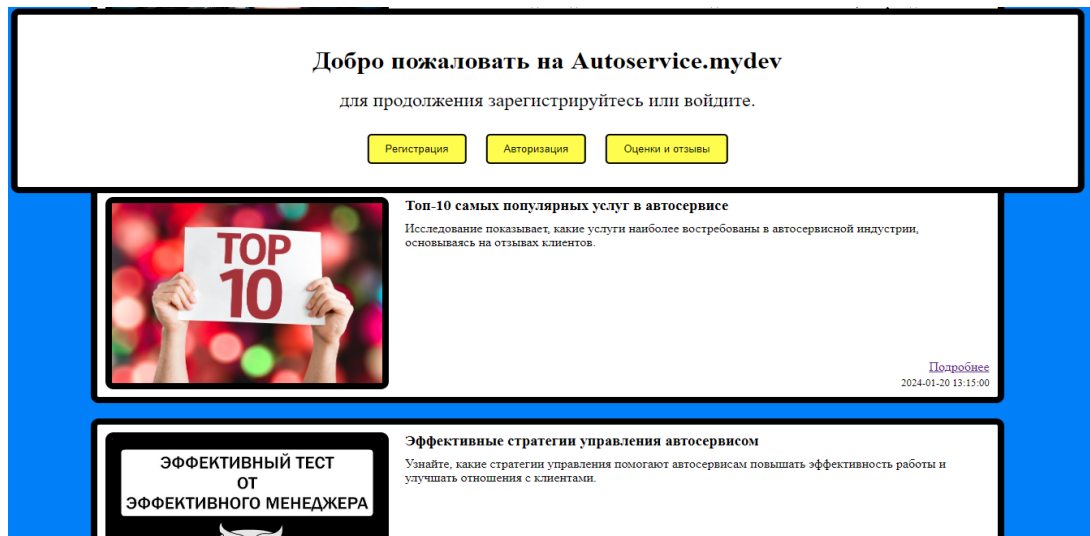 Добро пожаловать на Autoservice.mydev
для продолжения зарегистрируйтесь или войдите.
Регистрация
Авторизация
Оценки и отзывы
Топ-10 самых популярных услуг в автосервисе
Исследование показывает, какие услуги наиболее востребованы в автосервисной индустрии,
основываясь на отзывах клиентов.
TOP
10
Подробнее
2024-01-20 13:15:00
Эффективные стратегии управления автосервисом
Узнайте, какие стратегии управления помогают автосервисам повышать эффективность работы и
улучшать отношения с клиентами.
ЭФФЕКТИВНЫЙ ТЕСТ
ОТ
ЭФФЕКТИВНОГО МЕНЕДЖЕРА